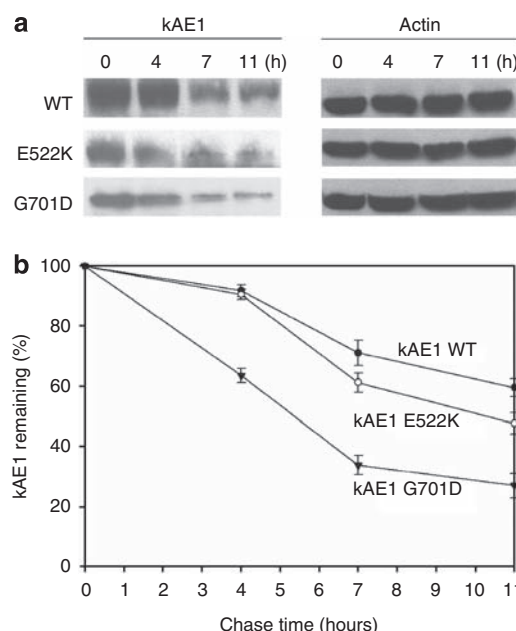 a
kAE1 Actin
0 4 7 11 (h) 0 4 7 11 (h)
WT
E522K
G701D
b
100
80
60
40
20
0
kAE1 remaining (%)
kAE1 WT
kAE1 E522K
kAE1 G701D
0 1 2 3 4 5 6 7 8 9 10 11
Chase time (hours)